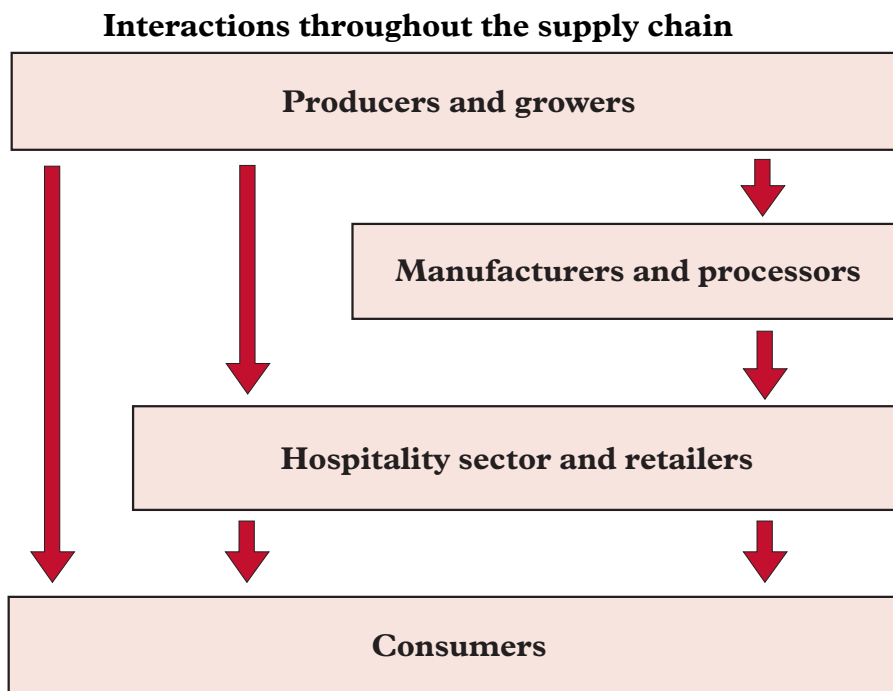 Interactions throughout the supply chain
Producers and growers
Manufacturers and processors
Hospitality sector and retailers
Consumers